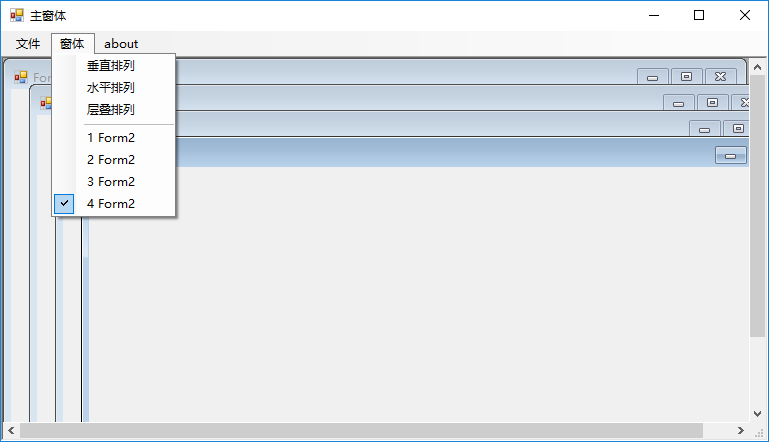 主窗体
文件 窗体 about
For
垂直排列
水平排列
层叠排列
1 Form2
2 Form2
3 Form2
4 Form2